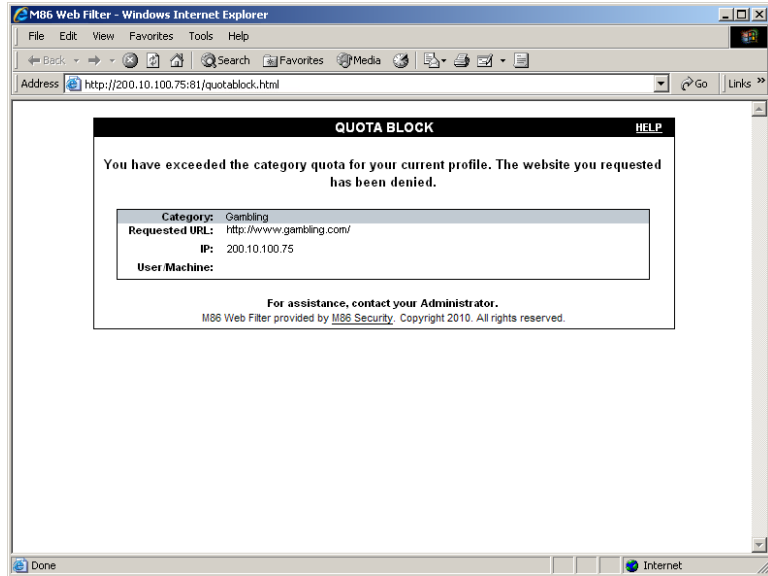 M86 Web Filter - Windows Internet Explorer
File Edit View Favorites Tools Help
Back Search Favorites Media
Address http://200.10.100.75:81/quotablock.html Go Links »
QUOTA BLOCK HELP
You have exceeded the category quota for your current profile. The website you requested
has been denied.
Category: Gambling
Requested URL: http://www.gambling.com/
IP: 200.10.100.75
User/Machine:
For assistance, contact your Administrator.
M86 Web Filter provided by M86 Security. Copyright 2010. All rights reserved.
Done Internet